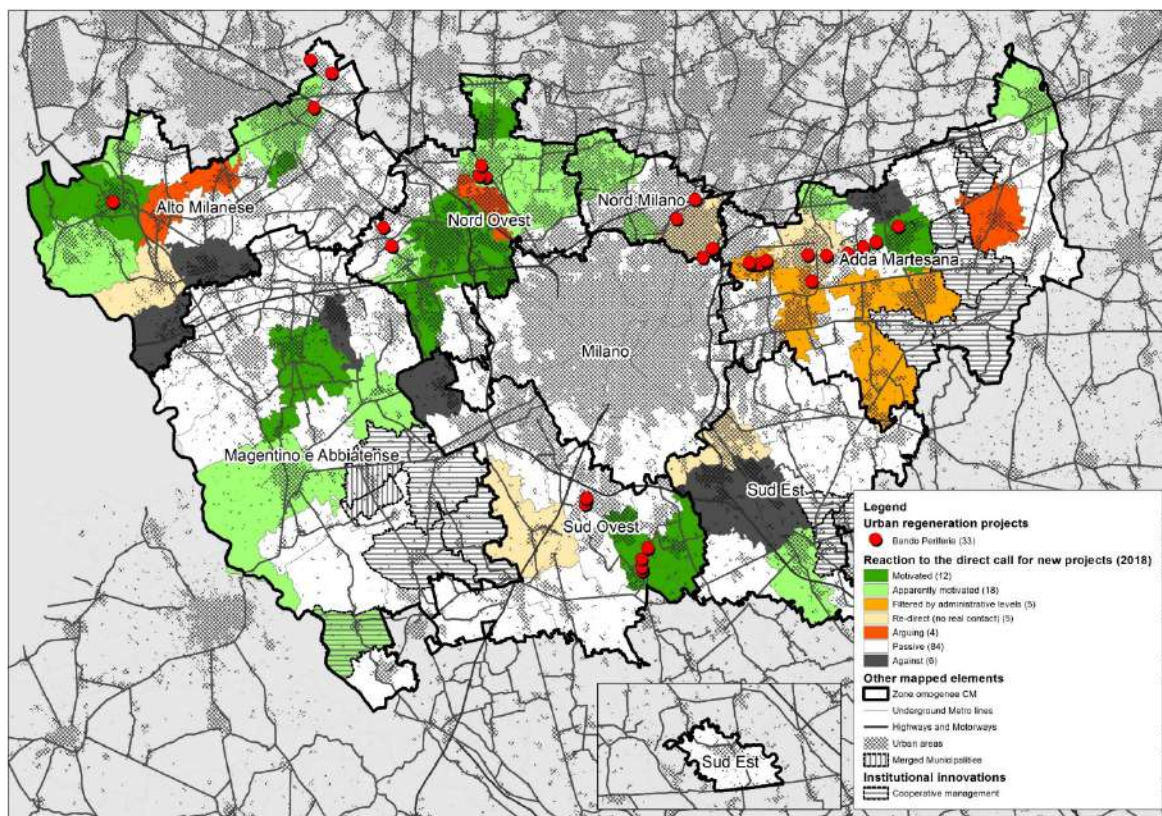 Alto Milanese
Nord Ovest
Nord Milano
Adda Martesana
Milano
Magentino e Abbiatense
Sud Ovest
Sud Est
Sud Est
Legend
Urban regeneration projects
Bando Periferie (33)
Reaction to the direct call for new projects (2018)
Motivated (12)
Apparently motivated (18)
Filtered by administrative levels (5)
Re-direct (no real contact) (5)
Arguing (4)
Passive (84)
Against (6)
Other mapped elements
Zone omogenee CM
Underground Metro lines
Highways and Motorways
Urban areas
Merged Municipalities
Institutional innovations
Cooperative management